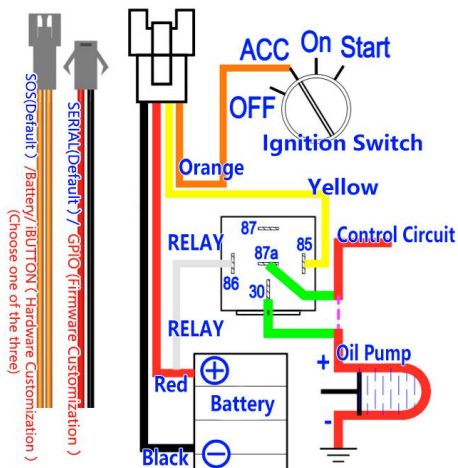 SOS(Default) /Battery/ iBUTTON ( Hardware Customization )
(Choose one of the three)
SERIAL(Default) / GPIO (Firmware Customization )
ACC
On
Start
OFF
Ignition Switch
Orange
Yellow
RELAY
87
87a
85
86
30
Control Circuit
RELAY
+
Oil Pump
-
Red
+
Battery
Black
−